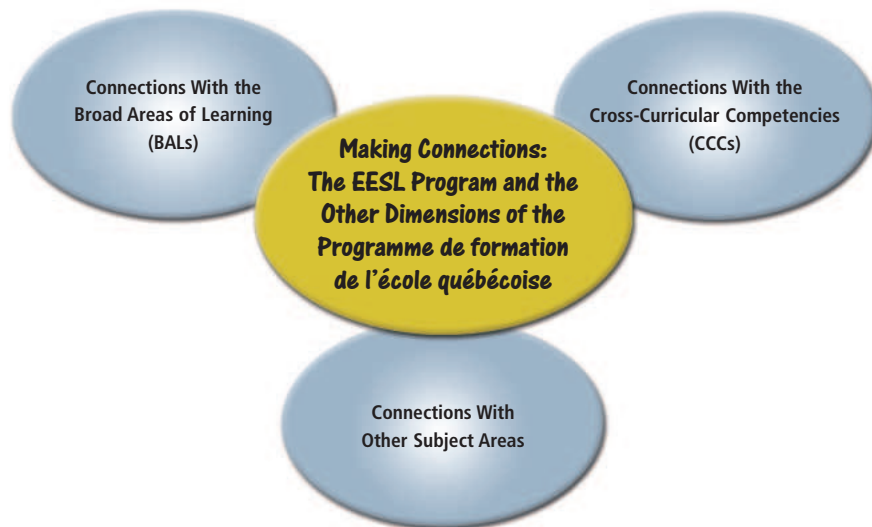 Connections With the
Broad Areas of Learning
(BALs)
Connections With the
Cross-Curricular Competencies
(CCCs)
Making Connections:
The EESL Program and the
Other Dimensions of the
Programme de formation
de l'école québécoise
Connections With
Other Subject Areas